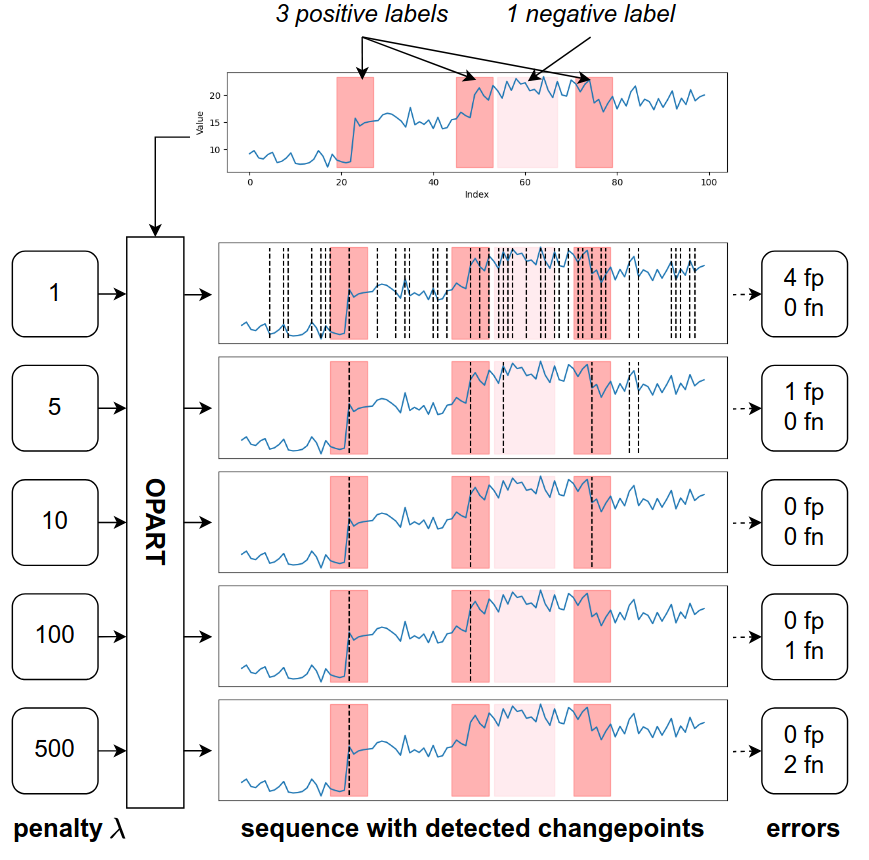 3 positive labels
1 negative label
20
15
10
Value
0
20
40
60
80
100
Index
1
4 fp
0 fn
5
1 fp
0 fn
OPART
10
0 fp
0 fn
100
0 fp
1 fn
500
0 fp
2 fn
penalty λ
sequence with detected changepoints
errors